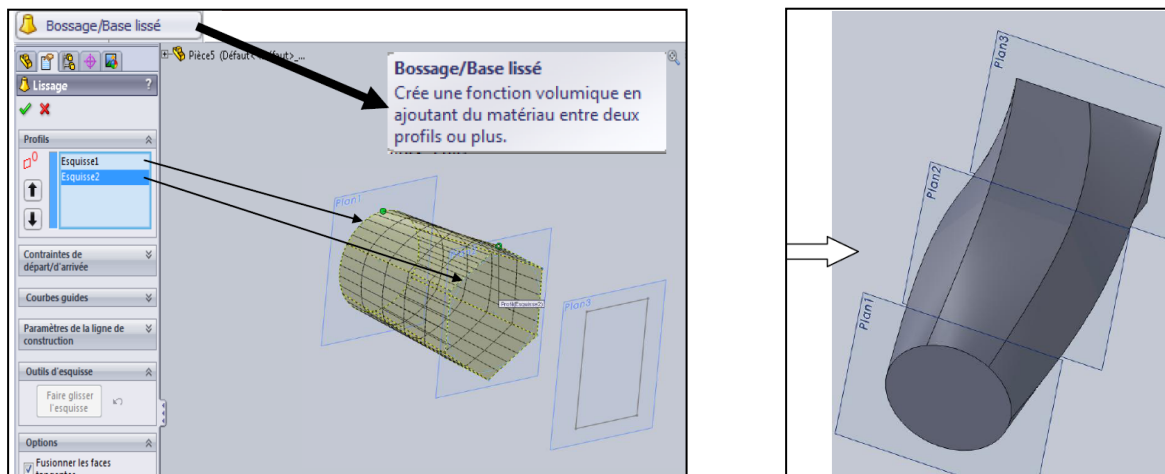 Bossage/Base lissé
Pièce5 (Défaut<
Lissage
?
Profils
Esquisse1
Esquisse2
Contraintes de
départ/d'arrivée
Courbes guides
Paramètres de la ligne de
construction
Outils d'esquisse
Faire glisser
l'esquisse
Options
Fusionner les faces
Bossage/Base lissé
Crée une fonction volumique en
ajoutant du matériau entre deux
profils ou plus.
Plan1
Plan3
Plan3
Plan2
Plan1